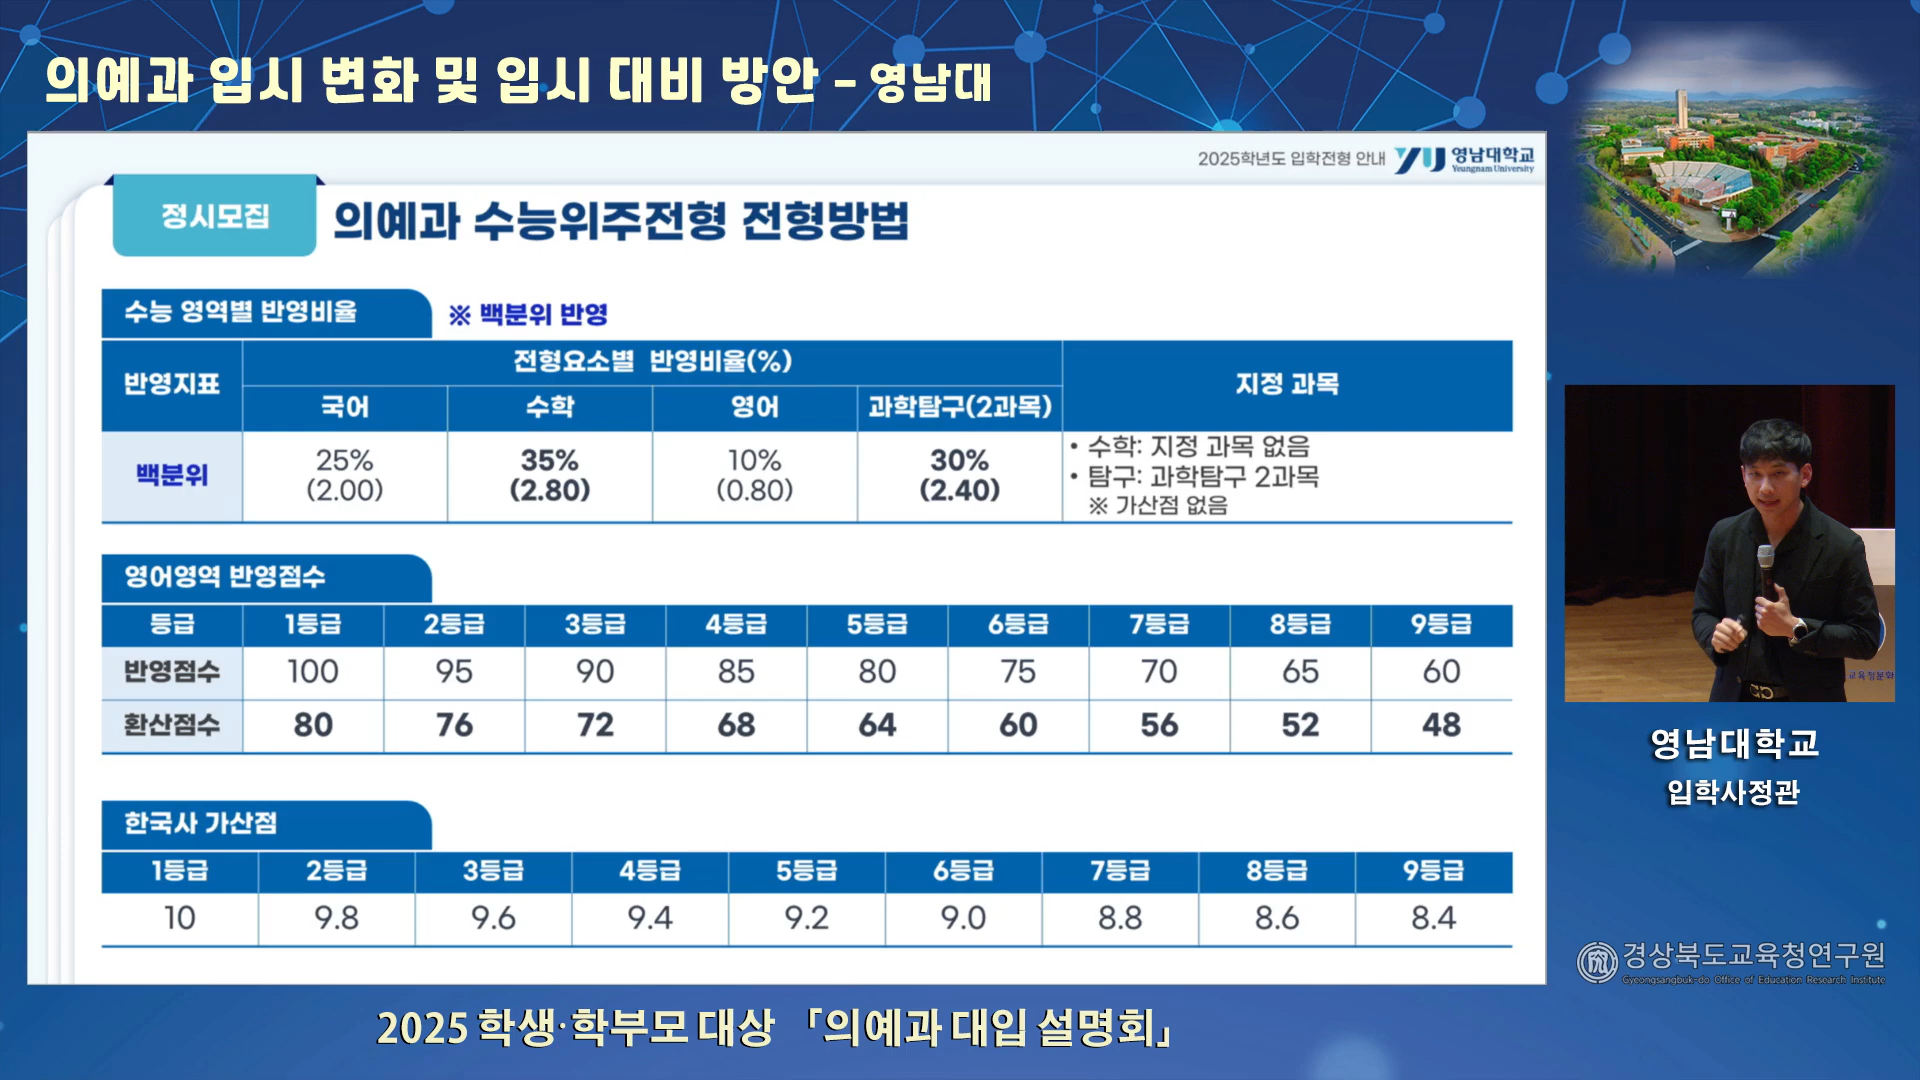 의예과 입시 변화 및 입시 대비 방안 - 영남대
2025학년도 입학전형 안내 YU 영남대학교
Yeungnam University
정시모집 의예과 수능위주전형 전형방법
수능 영역별 반영비율 ※ 백분위 반영
반영지표 전형요소별 반영비율(%) 지정 과목
국어 수학 영어 과학탐구(2과목)
백분위 25% 35% 10% 30%
(2.00) (2.80) (0.80) (2.40)
• 수학: 지정 과목 없음
• 탐구: 과학탐구 2과목
※ 가산점 없음
영어영역 반영점수
등급 1등급 2등급 3등급 4등급 5등급 6등급 7등급 8등급 9등급
반영점수 100 95 90 85 80 75 70 65 60
환산점수 80 76 72 68 64 60 56 52 48
한국사 가산점
1등급 2등급 3등급 4등급 5등급 6등급 7등급 8등급 9등급
10 9.8 9.6 9.4 9.2 9.0 8.8 8.6 8.4
영남대학교
입학사정관
경상북도교육청연구원
Gyeongsangbuk-do Office of Education Research Institute
2025 학생·학부모 대상 「의예과 대입 설명회」